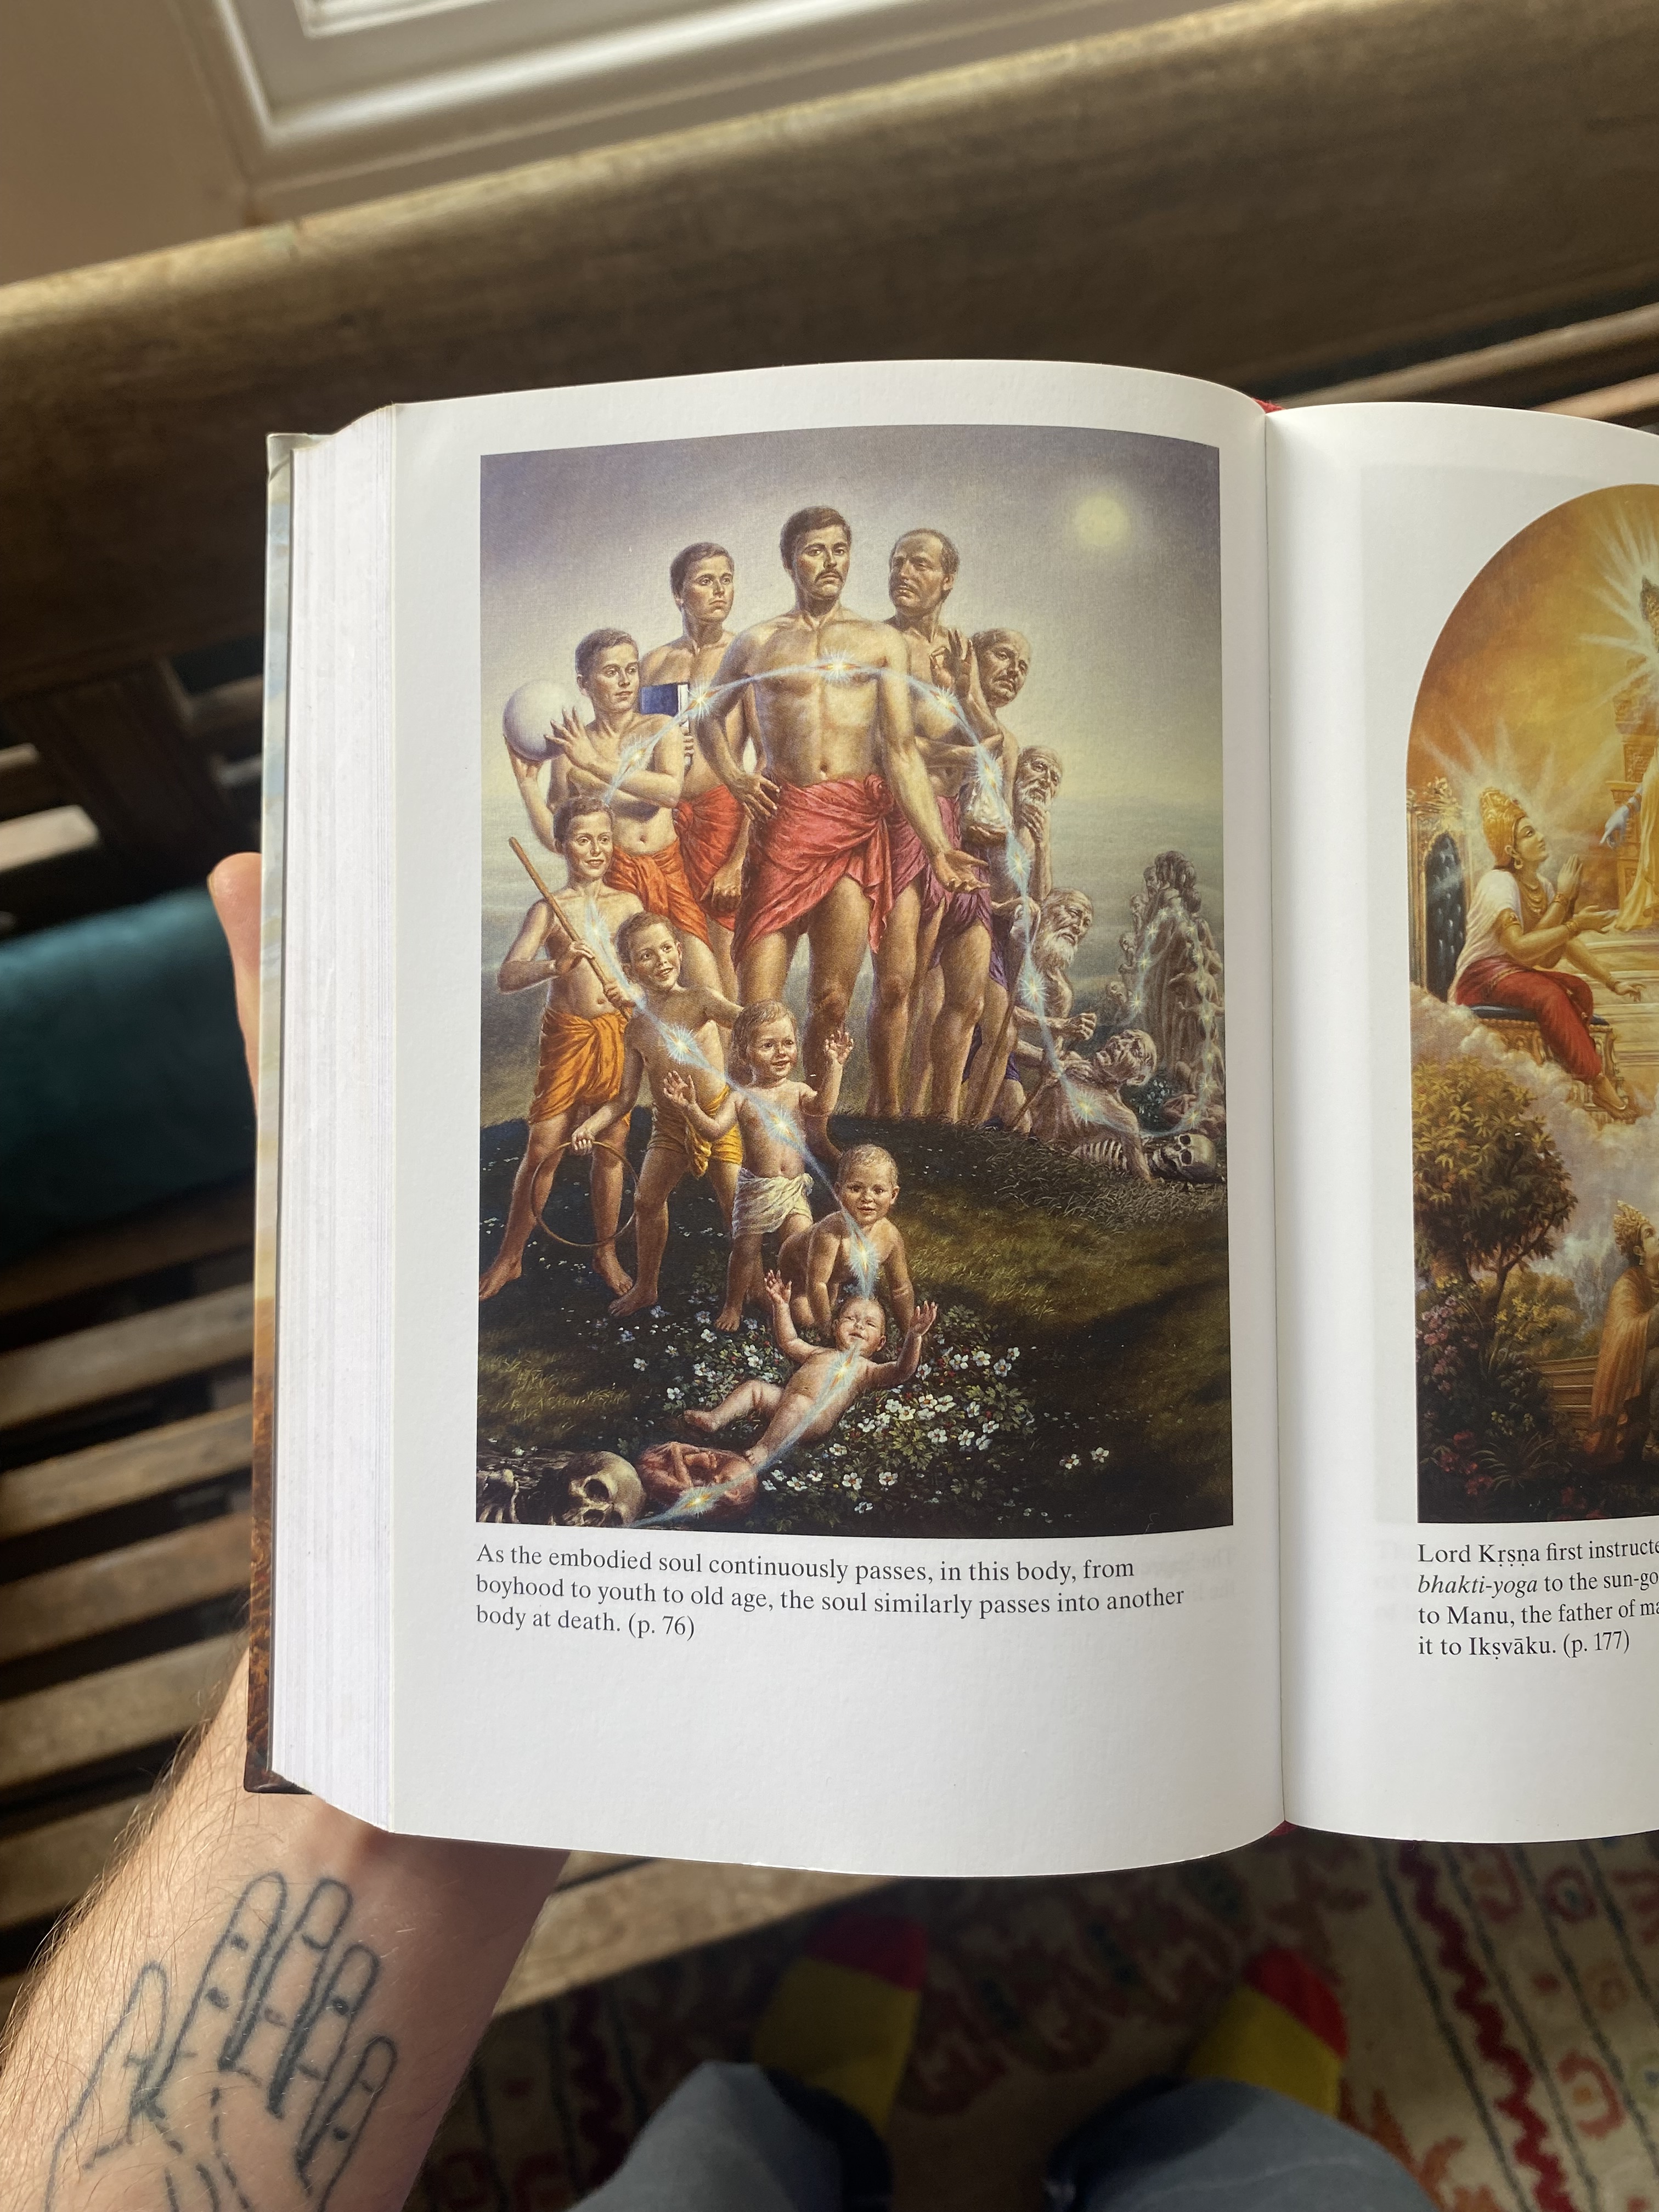 As the embodied soul continuously passes, in this body, from
boyhood to youth to old age, the soul similarly passes into another
body at death. (p. 76)
Lord Kṛṣṇa first instructe
bhakti-yoga to the sun-go
to Manu, the father of ma
it to Ikṣvāku. (p. 177)